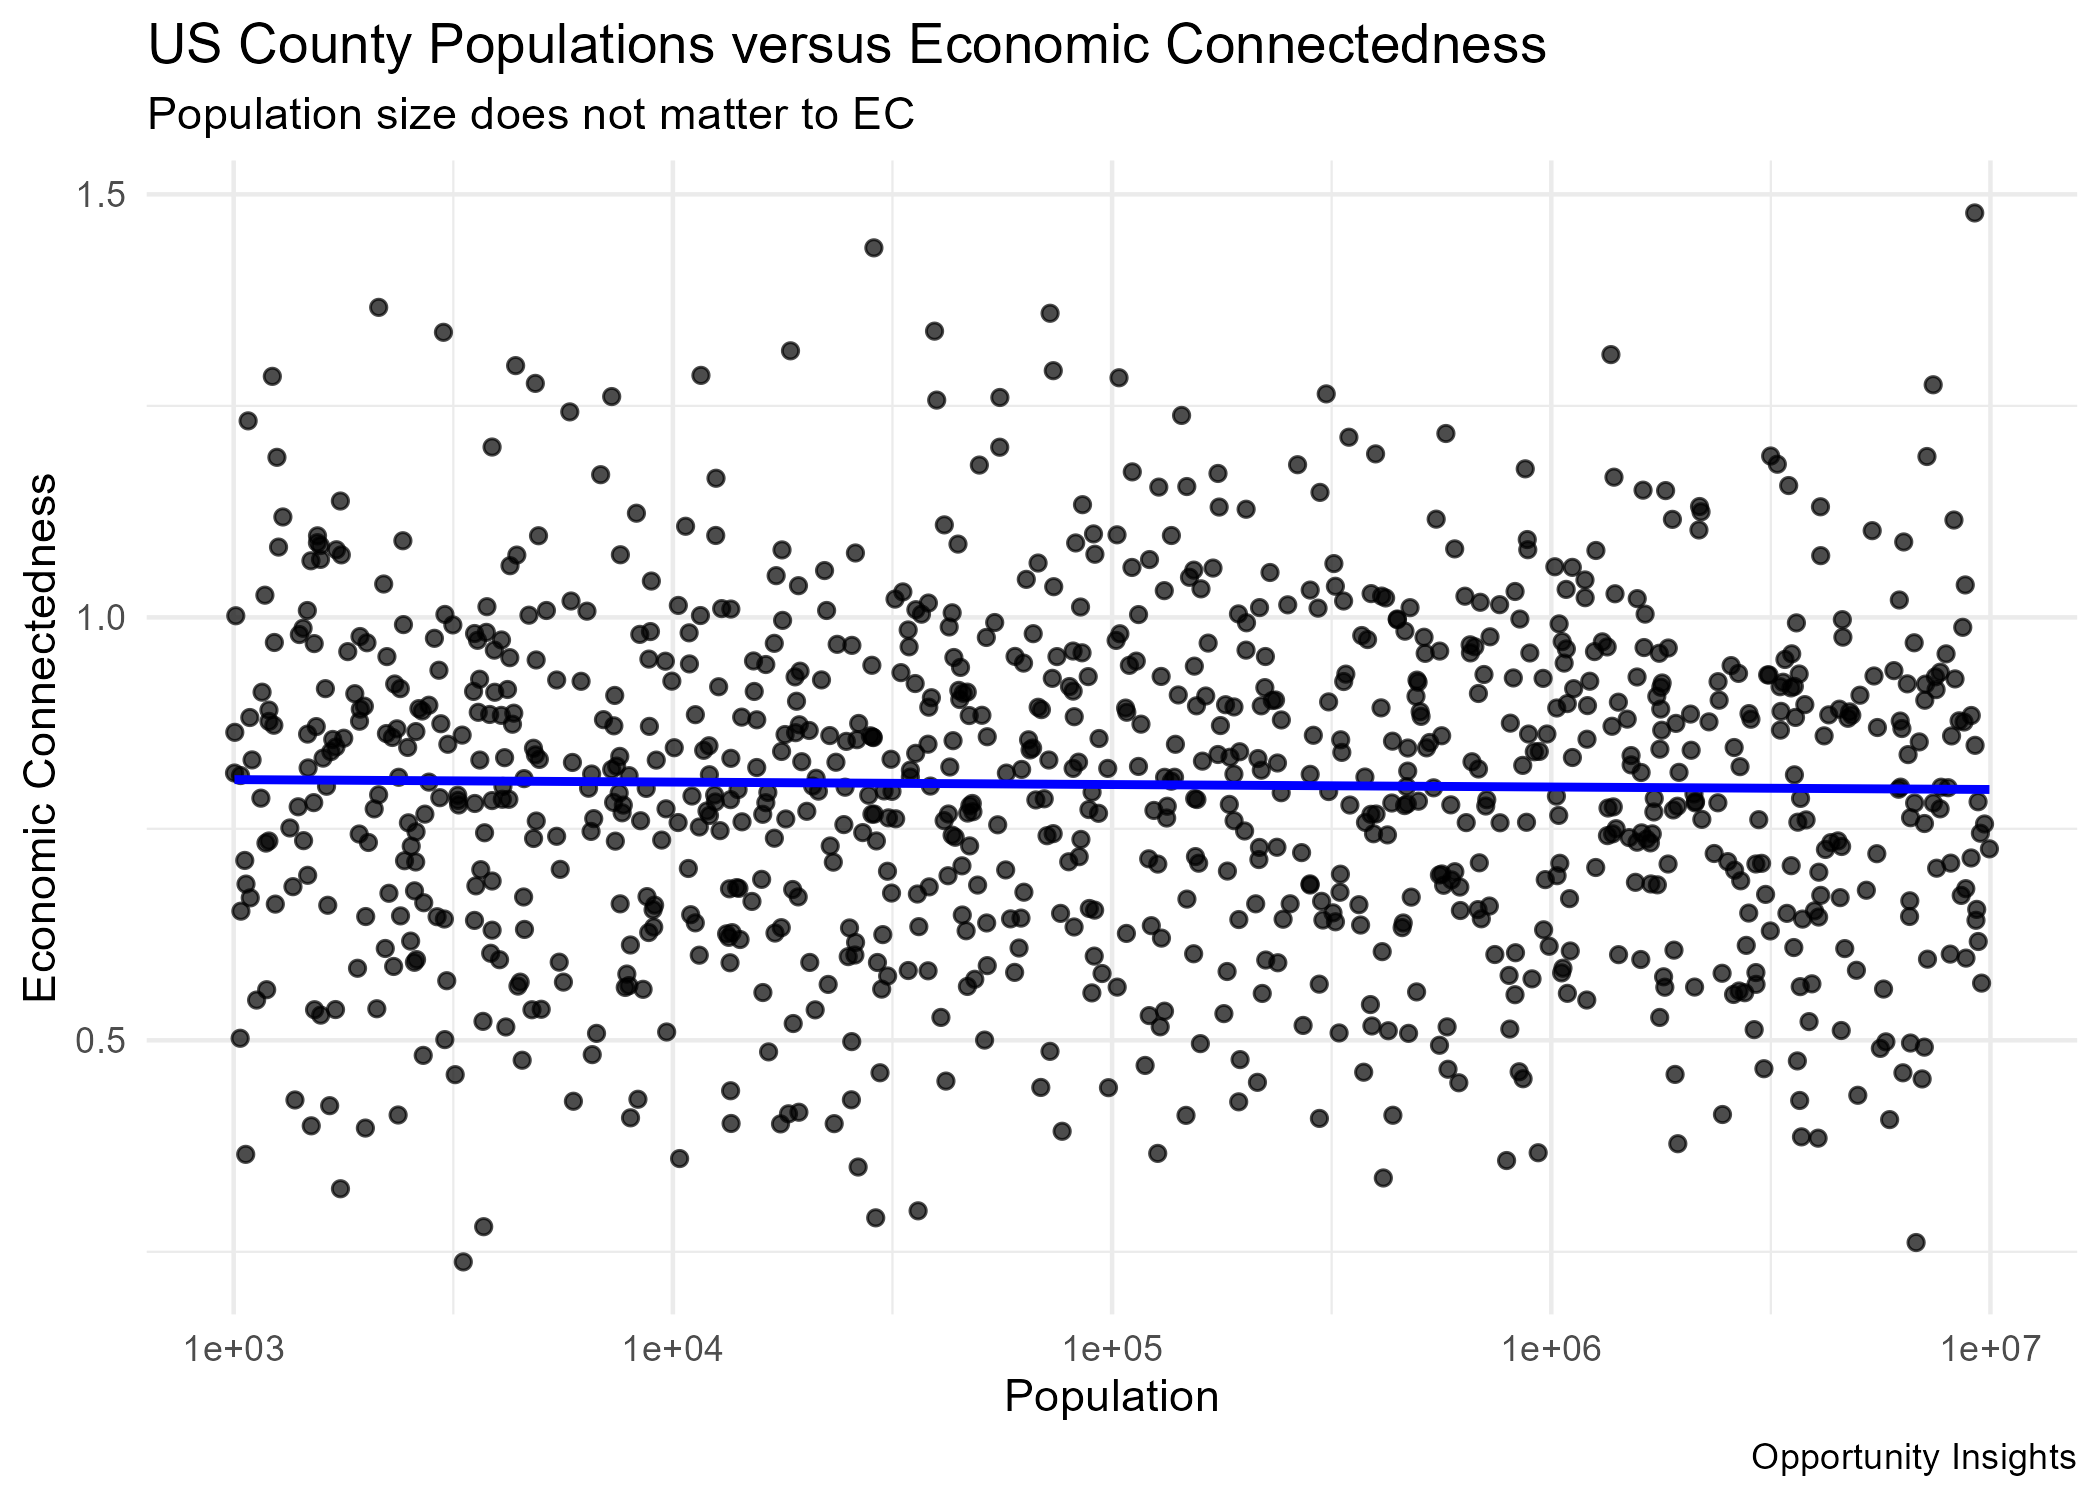 US County Populations versus Economic Connectedness
Population size does not matter to EC
Economic Connectedness
1.5
1.0
0.5
1e+03
1e+04
1e+05
1e+06
1e+07
Population
Opportunity Insights